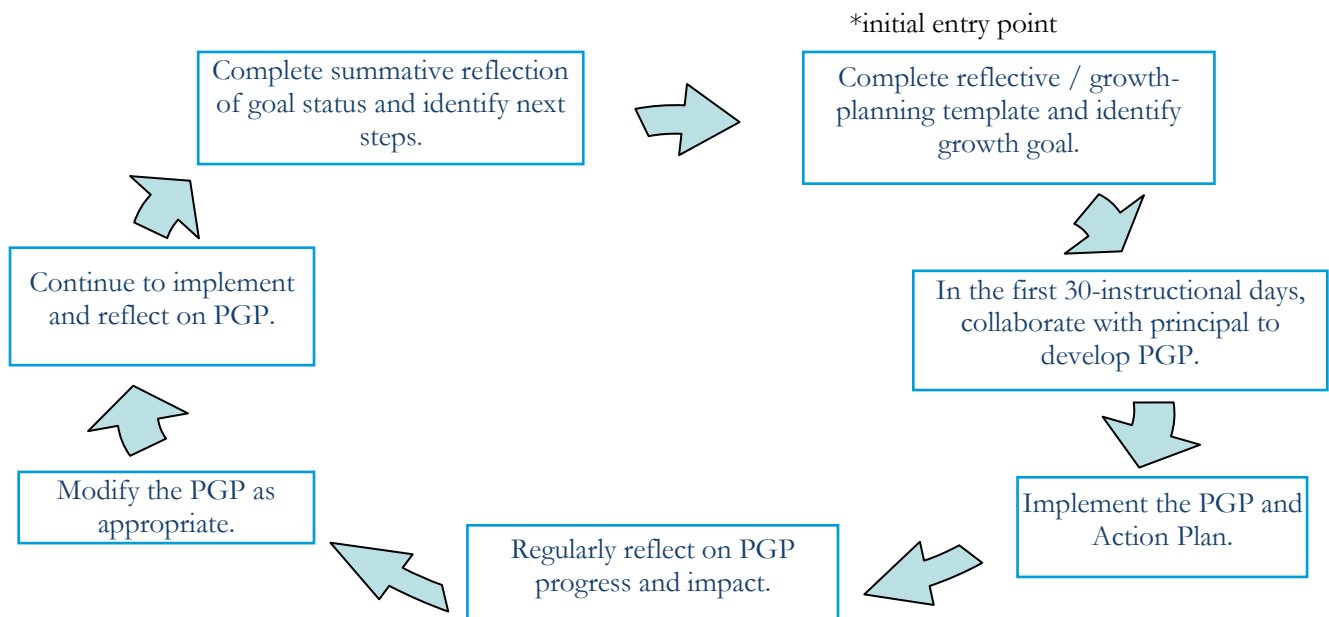 *initial entry point
Complete reflective / growth-
planning template and identify
growth goal.
In the first 30-instructional days,
collaborate with principal to
develop PGP.
Implement the PGP and
Action Plan.
Regularly reflect on PGP
progress and impact.
Modify the PGP as
appropriate.
Continue to implement
and reflect on PGP.
Complete summative reflection
of goal status and identify next
steps.